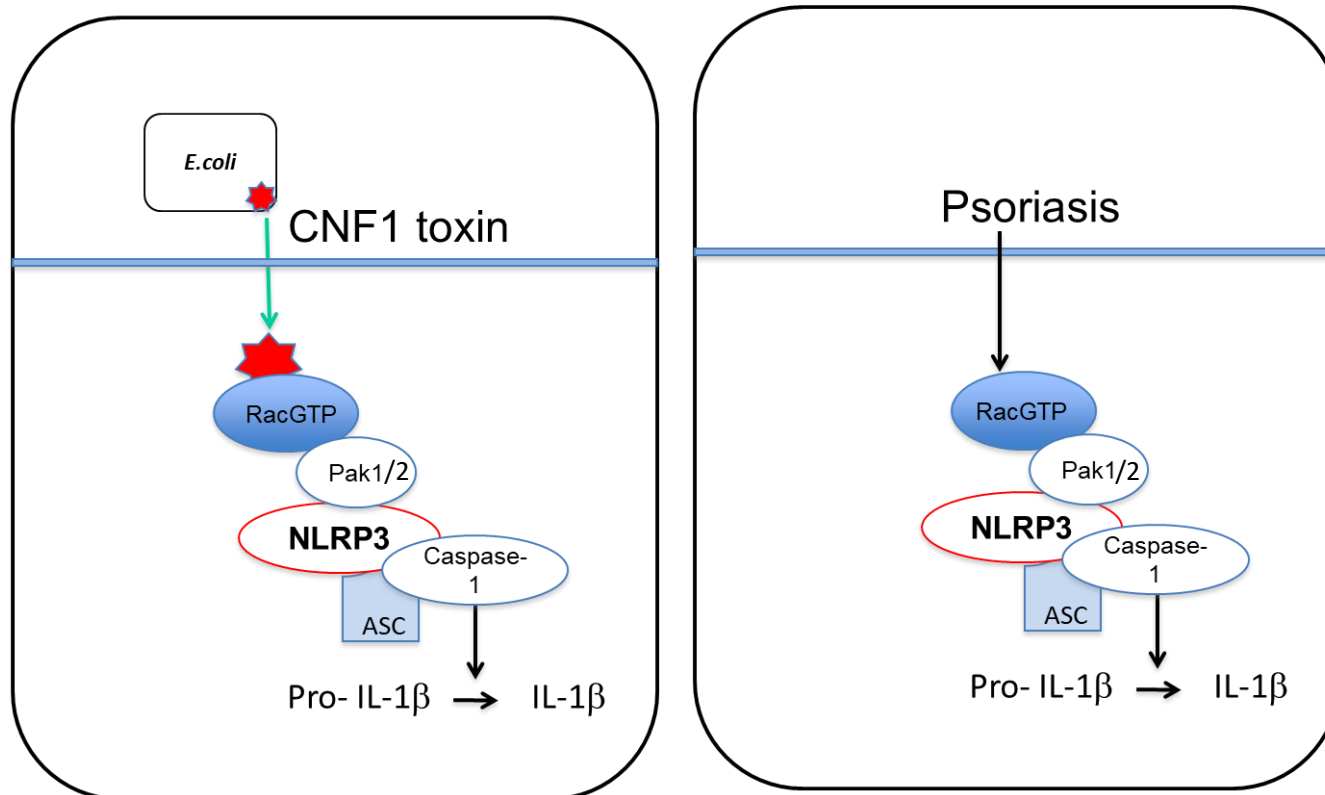 E.coli
CNF1 toxin
RacGTP
Pak1/2
NLRP3
Caspase-
1
ASC
Pro- IL-1β
IL-1β
Psoriasis
RacGTP
Pak1/2
NLRP3
Caspase-
1
ASC
Pro- IL-1β
IL-1β